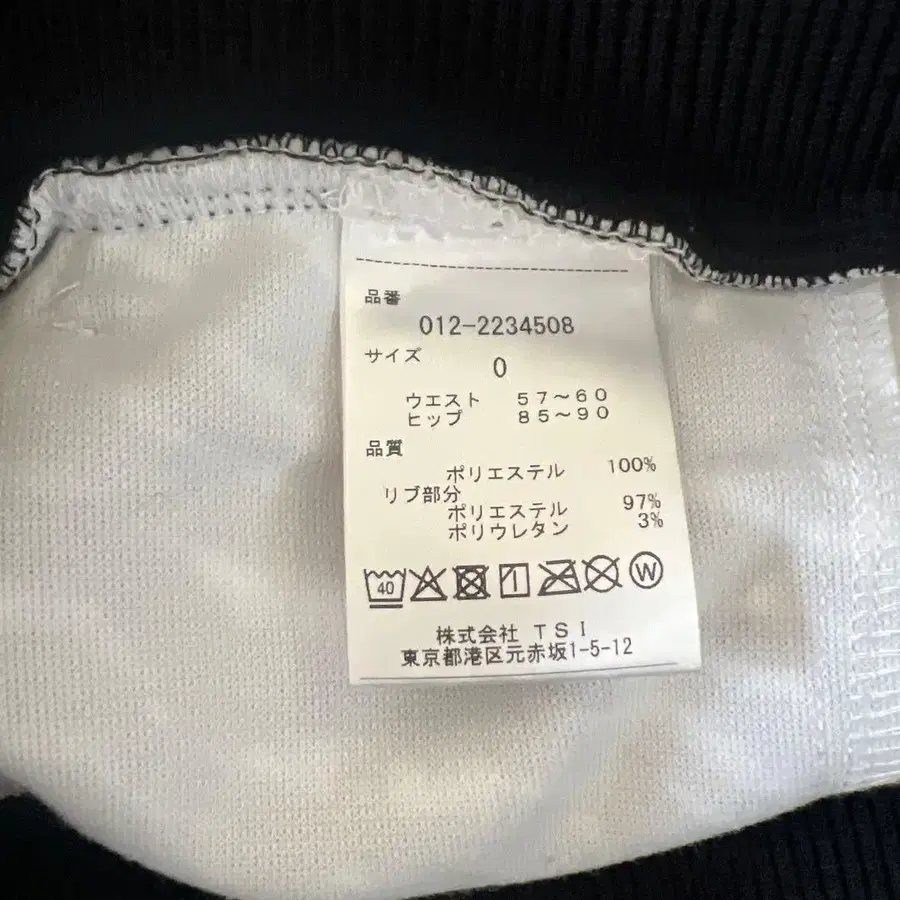 品番
012-2234508
サイズ
0
ウエスト 57～60
ヒップ 85～90
品質
ポリエステル 100%
リブ部分
ポリエステル 97%
ポリウレタン 3%
40 W
株式会社 TSI
東京都港区元赤坂1-5-12